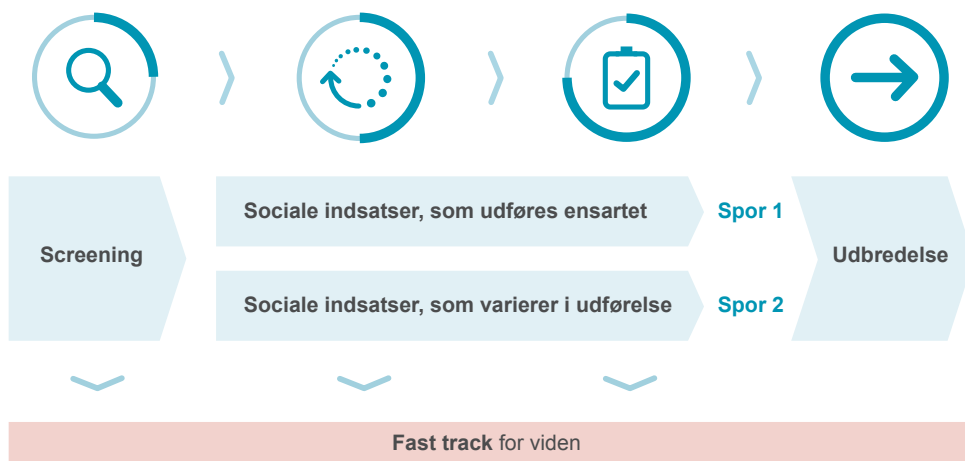 Screening
Sociale indsatser, som udføres ensartet
Spor 1
Sociale indsatser, som varierer i udførelse
Spor 2
Udbredelse
Fast track for viden